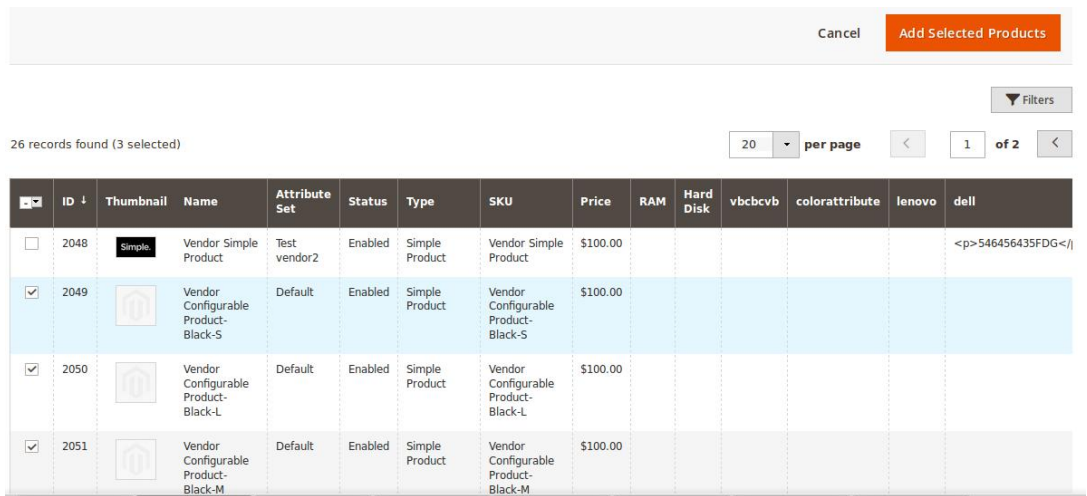 Cancel
Add Selected Products
Filters
26 records found (3 selected)
20 per page
1 of 2
ID ↓ Thumbnail Name Attribute Set Status Type SKU Price RAM Hard Disk vbcbcvb colorattribute lenovo dell
2048 Simple. Vendor Simple Test Enabled Simple Vendor Simple $100.00 <p>546456435FDG</
Product vendor2 Product Product
2049 Vendor Default Enabled Simple Vendor $100.00
Configurable Product Configurable
Product- Product-
Black-S Black-S
2050 Vendor Default Enabled Simple Vendor $100.00
Configurable Product Configurable
Product- Product-
Black-L Black-L
2051 Vendor Default Enabled Simple Vendor $100.00
Configurable Product Configurable
Product- Product-
Black-M Black-M